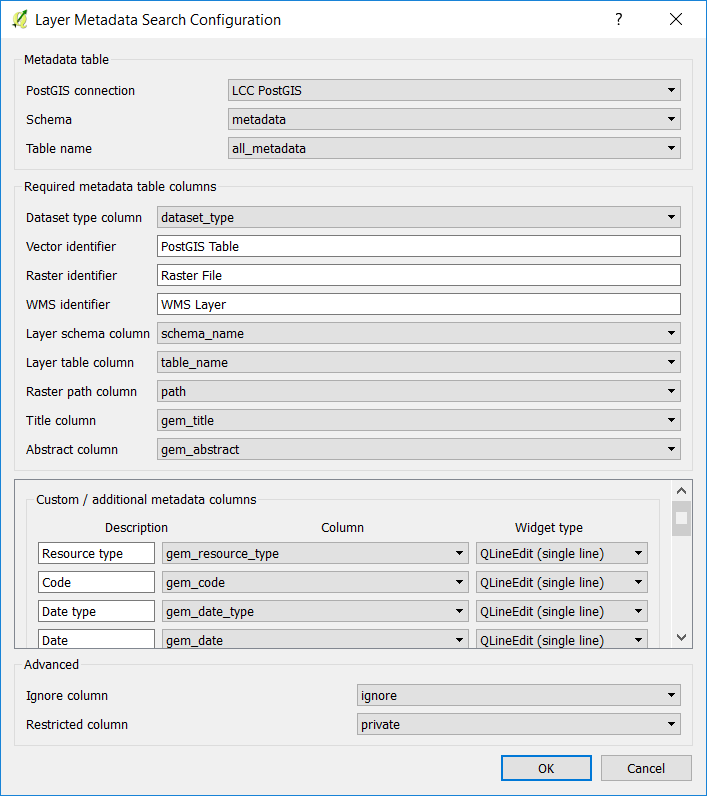 Layer Metadata Search Configuration ?
Metadata table
PostGIS connection LCC PostGIS
Schema metadata
Table name all_metadata
Required metadata table columns
Dataset type column dataset_type
Vector identifier PostGIS Table
Raster identifier Raster File
WMS identifier WMS Layer
Layer schema column schema_name
Layer table column table_name
Raster path column path
Title column gem_title
Abstract column gem_abstract
Custom / additional metadata columns
Description Column Widget type
Resource type gem_resource_type QLineEdit (single line)
Code gem_code QLineEdit (single line)
Date type gem_date_type QLineEdit (single line)
Date gem_date QLineEdit (single line)
Advanced
Ignore column ignore
Restricted column private
OK Cancel